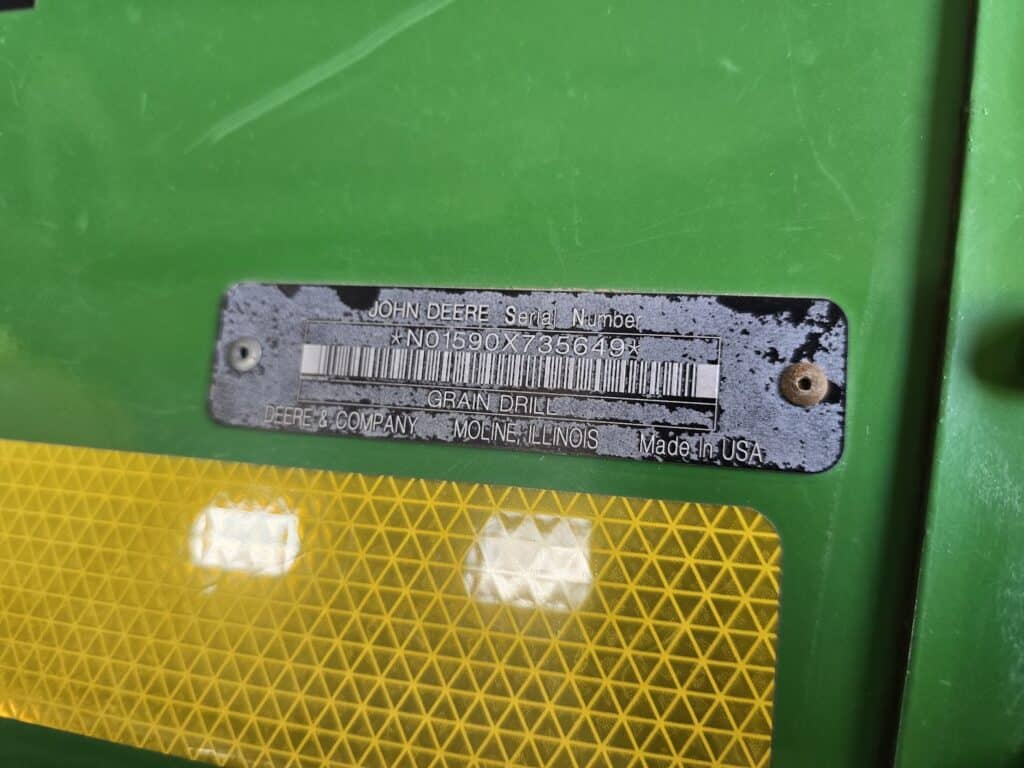 JOHN DEERE Serial Number
*N01590X735649*
GRAIN DRILL
DEERE & COMPANY MOLINE, ILLINOIS Made in USA